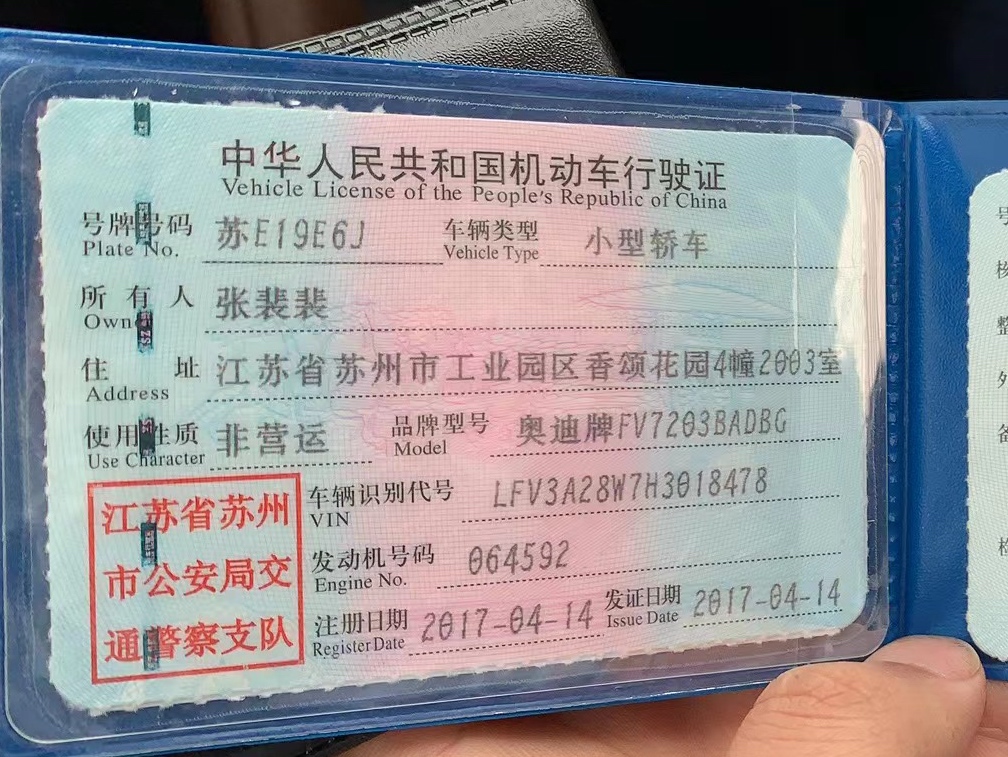 中华人民共和国机动车行驶证
Vehicle License of the People's Republic of China
号牌号码 苏E19E6J 车辆类型 小型轿车
Plate No. Vehicle Type
所有人 张裴裴
Owner
住址 江苏省苏州市工业园区香颂花园4幢2003室
Address
使用性质 非营运 品牌型号 奥迪牌FV7203BADBG
Use Character Model
江苏省苏州
市公安局交
通警察支队
车辆识别代号 LFV3A28W7H3018478
VIN
发动机号码 064592
Engine No.
注册日期 2017-04-14 发证日期 2017-04-14
Register Date Issue Date